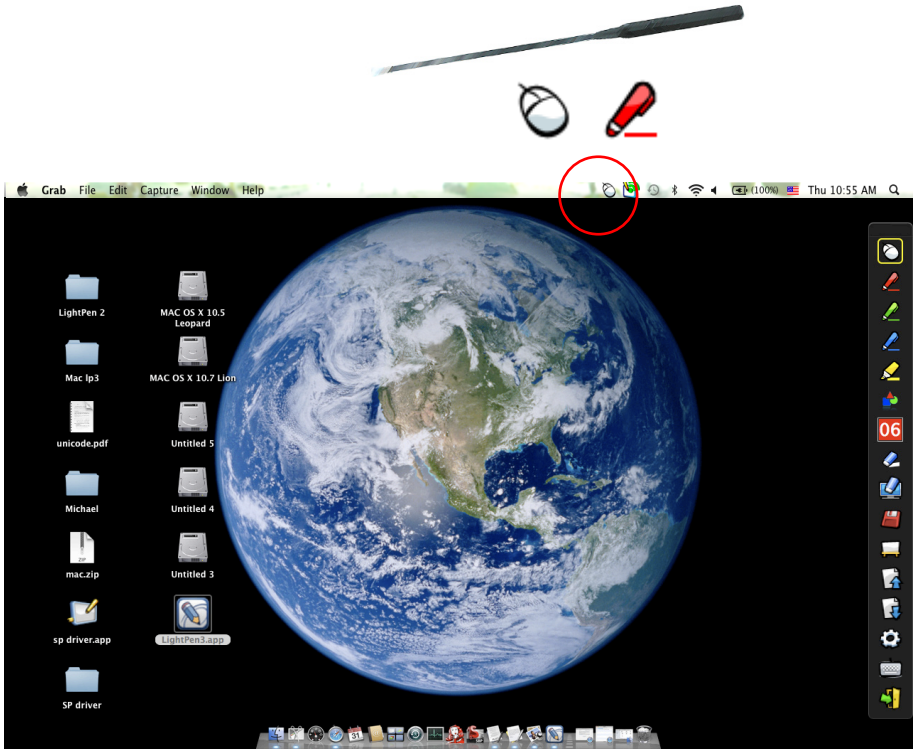 Grab File Edit Capture Window Help (100%) Thu 10:55 AM
LightPen 2
MAC OS X 10.5
Leopard
Mac lp3
MAC OS X 10.7 Lion
unicode.pdf
Untitled 5
Michael
Untitled 4
ZIP
mac.zip
Untitled 3
sp driver.app
LightPen3.app
SP driver
06
31